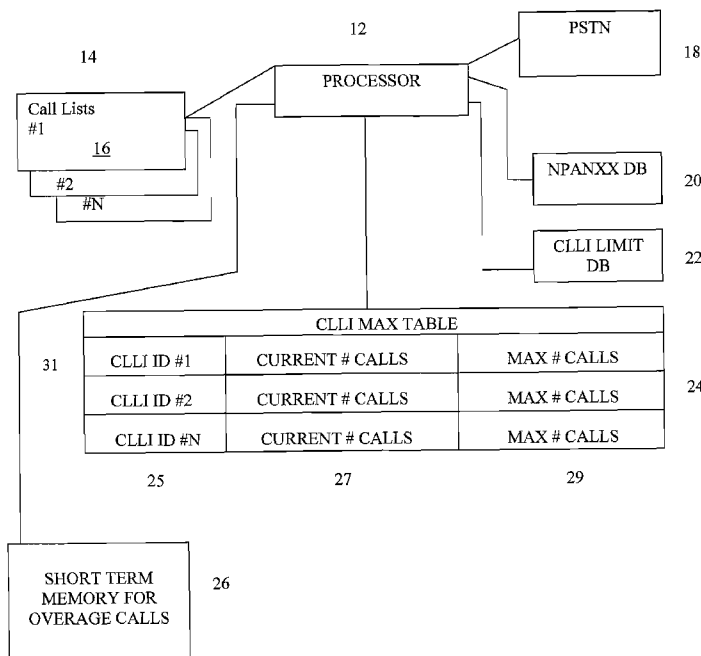 12
PSTN
14
18
PROCESSOR
Call Lists
#1
16
#2
#N
NPANXX DB
20
CLLI LIMIT
DB
22
CLLI MAX TABLE
31
CLLI ID #1 CURRENT # CALLS MAX # CALLS
CLLI ID #2 CURRENT # CALLS MAX # CALLS
24
CLLI ID #N CURRENT # CALLS MAX # CALLS
25 27 29
SHORT TERM
MEMORY FOR
OVERAGE CALLS
26